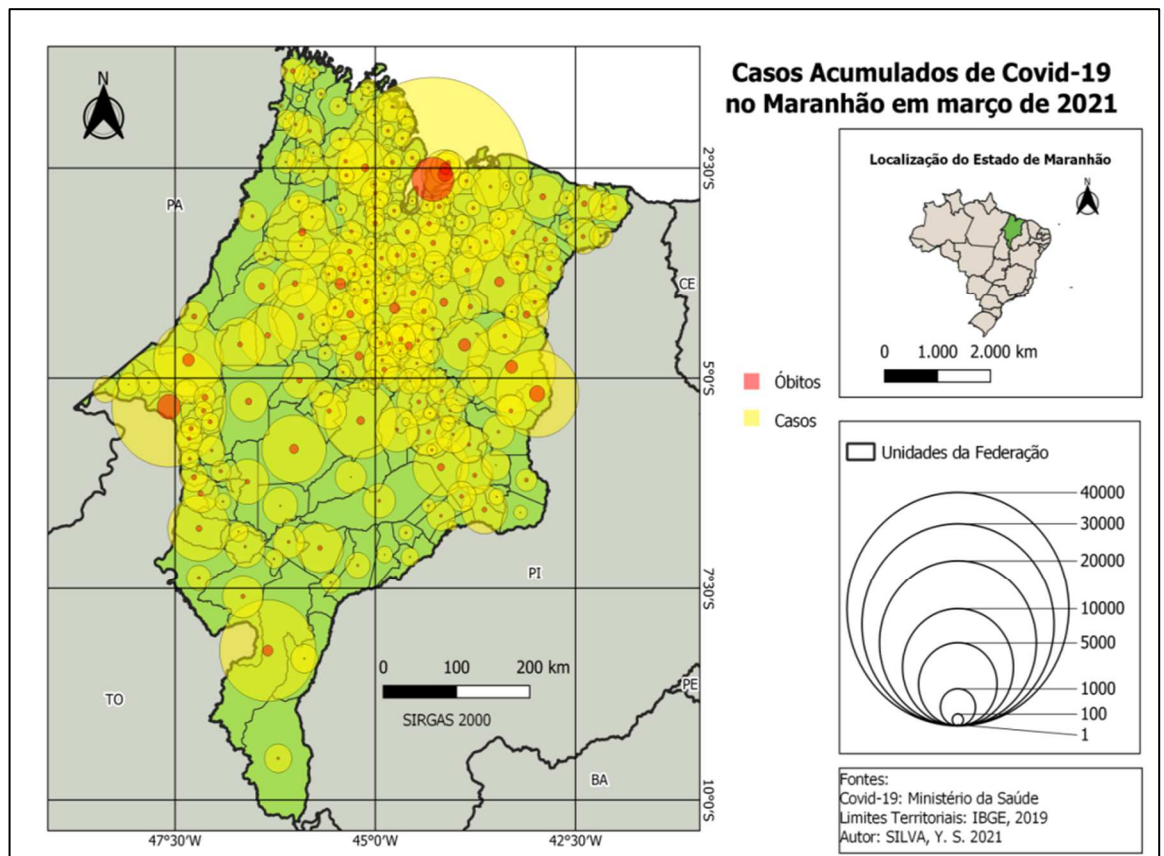 Casos Acumulados de Covid-19
no Maranhão em março de 2021
N
PA
CE
PI
TO
PE
BA
2°30'S
5°0'S
7°30'S
10°0'S
47°30'W
45°0'W
42°30'W
0 100 200 km
SIRGAS 2000
Localização do Estado de Maranhão
N
0 1.000 2.000 km
Óbitos
Casos
Unidades da Federação
40000
30000
20000
10000
5000
1000
100
1
Fontes:
Covid-19: Ministério da Saúde
Limites Territoriais: IBGE, 2019
Autor: SILVA, Y. S. 2021